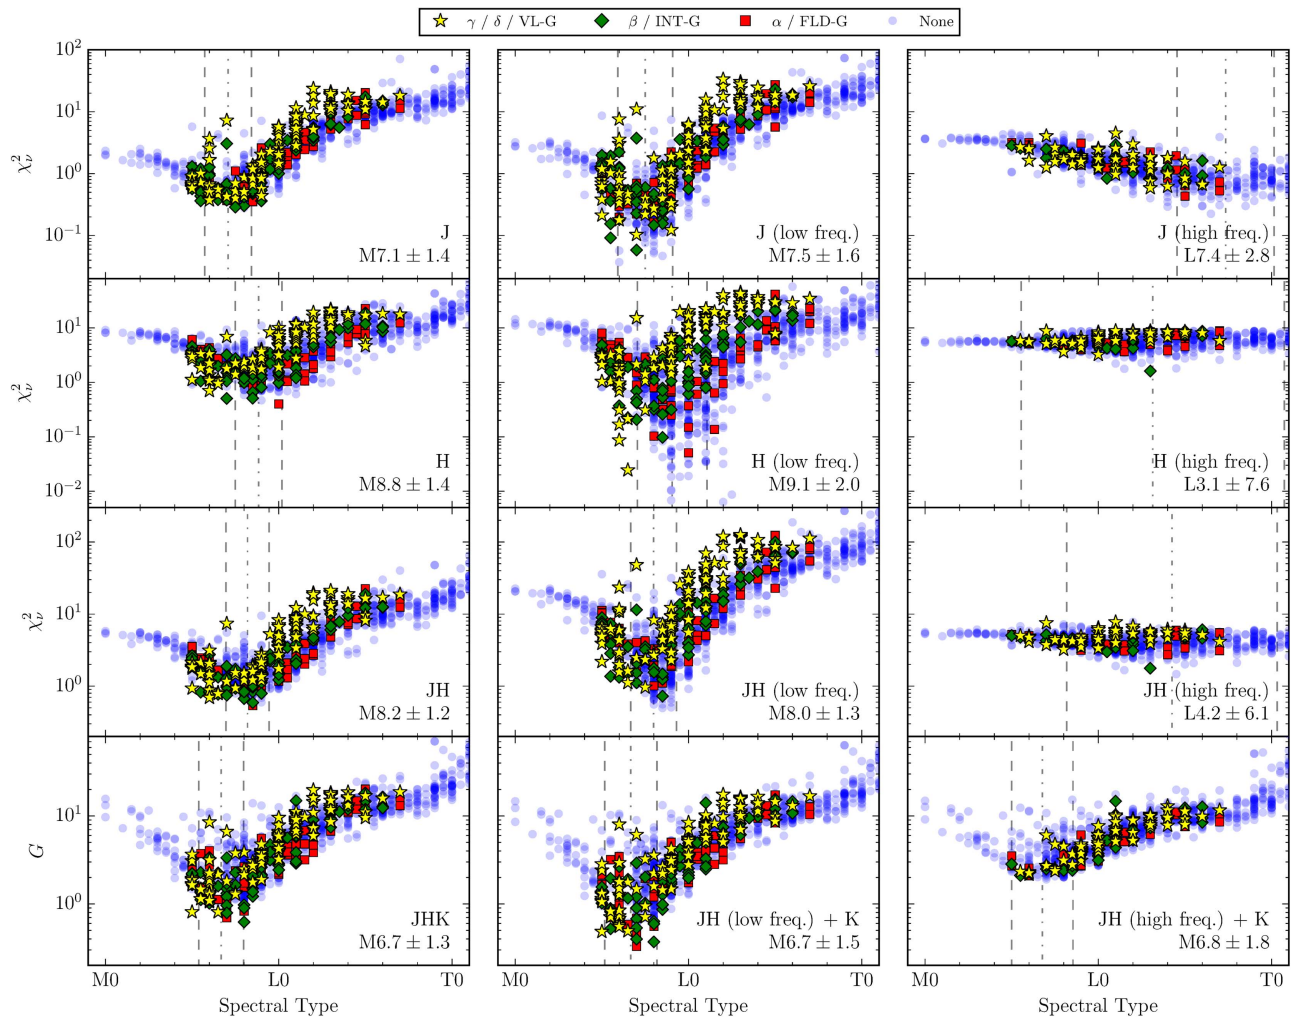 γ / δ / VL-G β / INT-G α / FLD-G None
10² 10¹ 10⁰ 10⁻¹
χ²ᵥ
J
M7.1 ± 1.4
J (low freq.)
M7.5 ± 1.6
J (high freq.)
L7.4 ± 2.8
10¹ 10⁰ 10⁻¹ 10⁻²
χ²ᵥ
H
M8.8 ± 1.4
H (low freq.)
M9.1 ± 2.0
H (high freq.)
L3.1 ± 7.6
10² 10¹ 10⁰
χ²ᵥ
JH
M8.2 ± 1.2
JH (low freq.)
M8.0 ± 1.3
JH (high freq.)
L4.2 ± 6.1
10¹ 10⁰
G
JHK
M6.7 ± 1.3
JH (low freq.) + K
M6.7 ± 1.5
JH (high freq.) + K
M6.8 ± 1.8
M0 L0 T0 M0 L0 T0 M0 L0 T0
Spectral Type Spectral Type Spectral Type